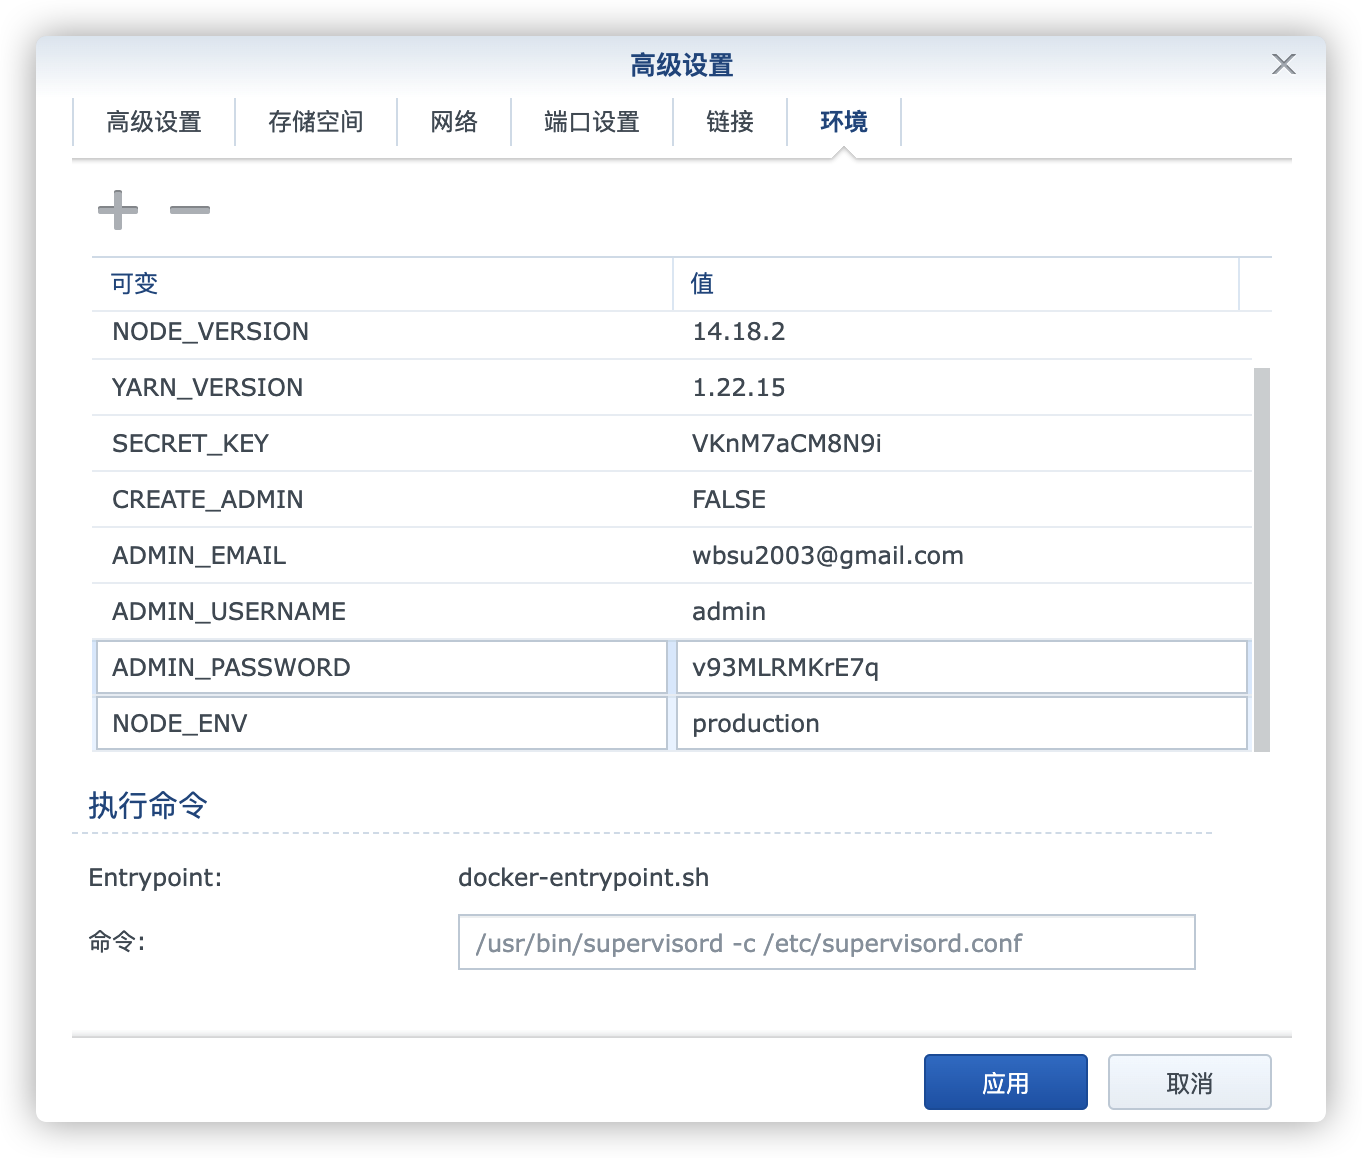 高级设置
高级设置 存储空间 网络 端口设置 链接 环境
可变 值
NODE_VERSION 14.18.2
YARN_VERSION 1.22.15
SECRET_KEY VKnM7aCM8N9i
CREATE_ADMIN FALSE
ADMIN_EMAIL wbsu2003@gmail.com
ADMIN_USERNAME admin
ADMIN_PASSWORD v93MLRMKrE7q
NODE_ENV production
执行命令
Entrypoint: docker-entrypoint.sh
命令: /usr/bin/supervisord -c /etc/supervisord.conf
应用 取消